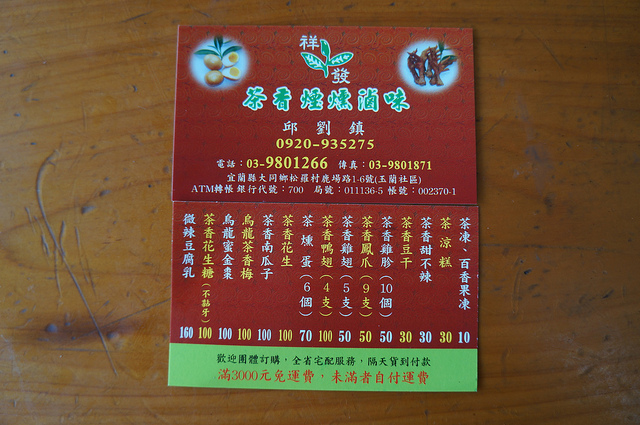 祥
發
茶香煙燻滷味
邱劉鎮
0920-935275
電話：03-9801266 傳真：03-9801871
宜蘭縣大同鄉松羅村鹿場路1-6號(玉蘭社區)
ATM轉帳 銀行代號：700 局號：011136-5 帳號：002370-1
茶凍、百香果凍 10
茶涼糕 30
茶香甜不辣 30
茶香豆干 30
茶香雞胗(10個) 50
茶香鳳爪(9支) 50
茶香雞翅(5支) 50
茶香鴨翅(4支) 100
茶燻蛋(6個) 70
茶香花生 100
茶香南瓜子 100
烏龍茶香梅 100
烏龍蜜金棗 100
茶香花生糖(不黏牙) 100
微辣豆腐乳 160
歡迎團體訂購，全省宅配服務，隔天貨到付款
滿3000元免運費，未滿者自付運費